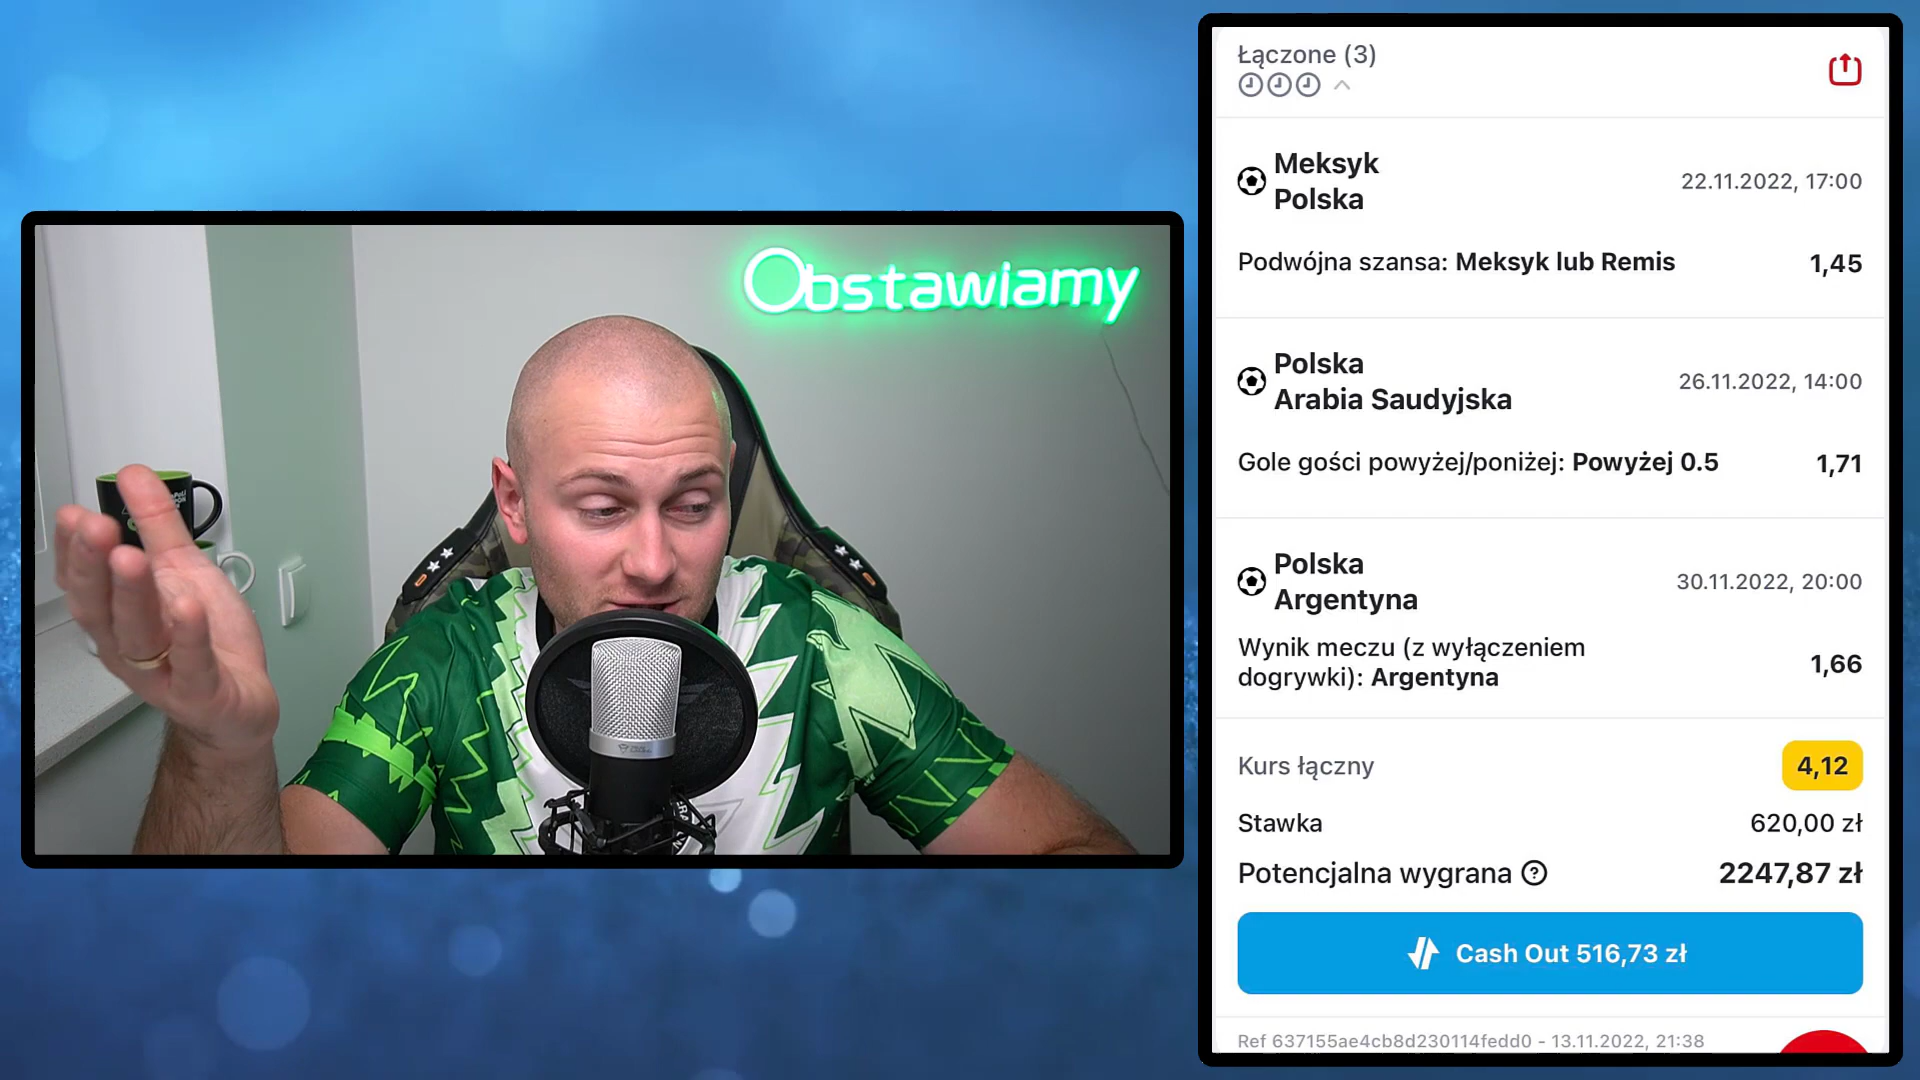 Obstawiamy
Łączone (3)
Meksyk
Polska
22.11.2022, 17:00
Podwójna szansa: Meksyk lub Remis
1,45
Polska
Arabia Saudyjska
26.11.2022, 14:00
Gole gości powyżej/poniżej: Powyżej 0.5
1,71
Polska
Argentyna
30.11.2022, 20:00
Wynik meczu (z wyłączeniem
dogrywki): Argentyna
1,66
Kurs łączny
4,12
Stawka
620,00 zł
Potencjalna wygrana ?
2247,87 zł
Cash Out 516,73 zł
Ref 637155ae4cb8d230114fedd0 - 13.11.2022, 21:38